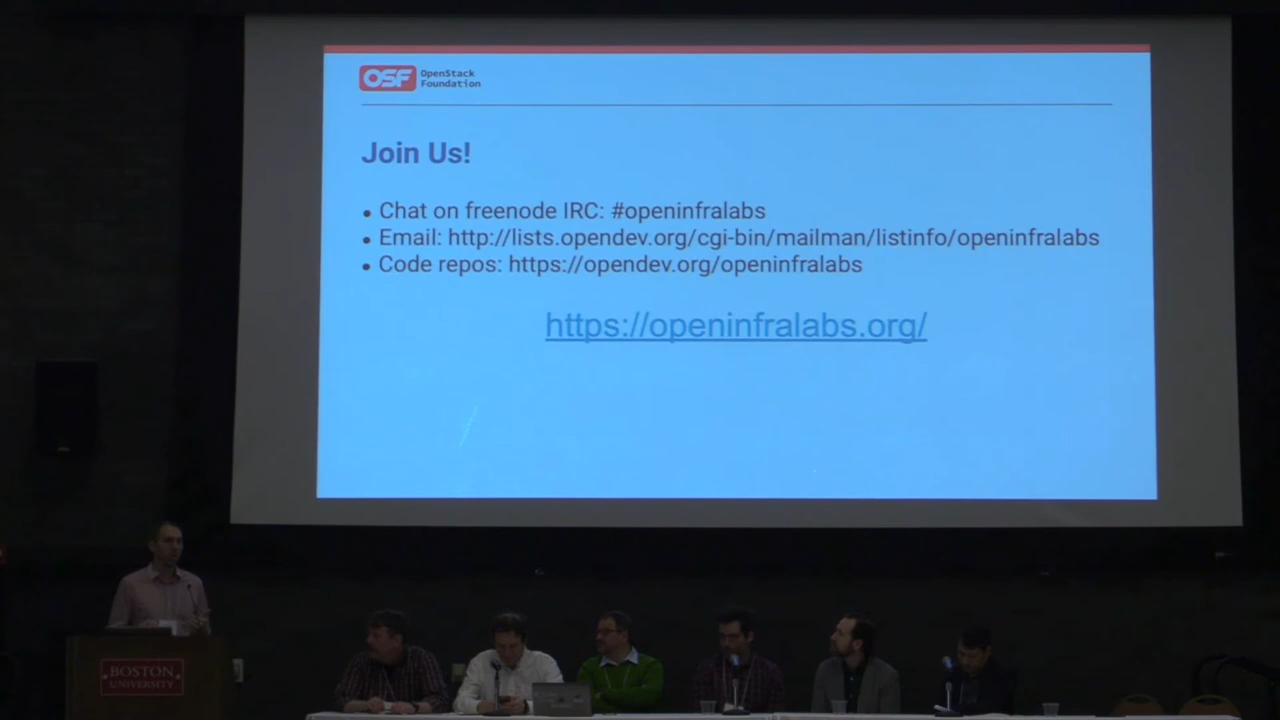 OSF OpenStack
Foundation
Join Us!
• Chat on freenode IRC: #openinfralabs
• Email: http://lists.opendev.org/cgi-bin/mailman/listinfo/openinfralabs
• Code repos: https://opendev.org/openinfralabs
https://openinfralabs.org/
BOSTON
UNIVERSITY